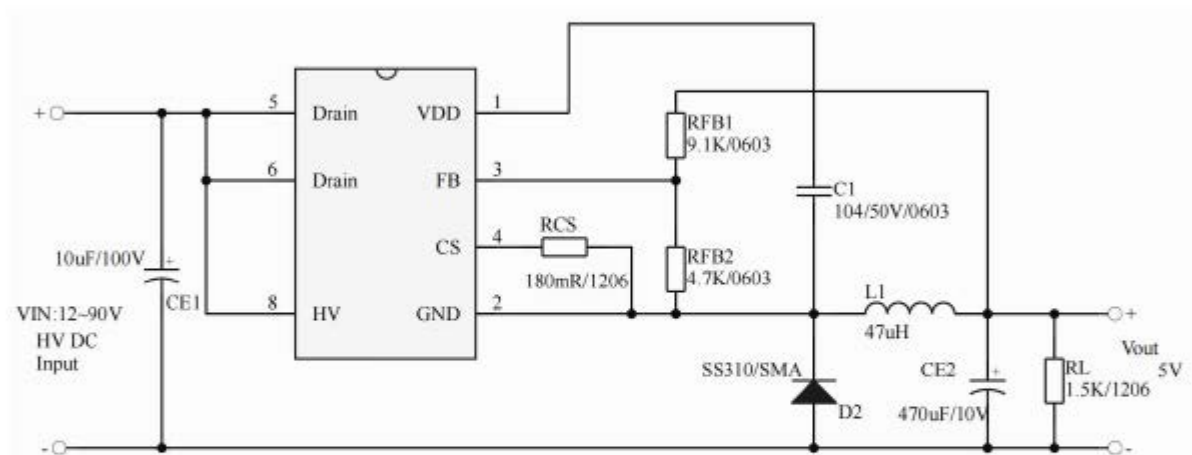 +
5
Drain
VDD
1
RFB1
9.1K/0603
6
Drain
FB
3
C1
104/50V/0603
RCS
CS
4
RFB2
4.7K/0603
180mR/1206
10uF/100V
+
CE1
VIN:12~90V
HV DC
Input
8
HV
GND
2
L1
47uH
+
Vout
5V
SS310/SMA
D2
CE2
+
470uF/10V
RL
1.5K/1206
-
-